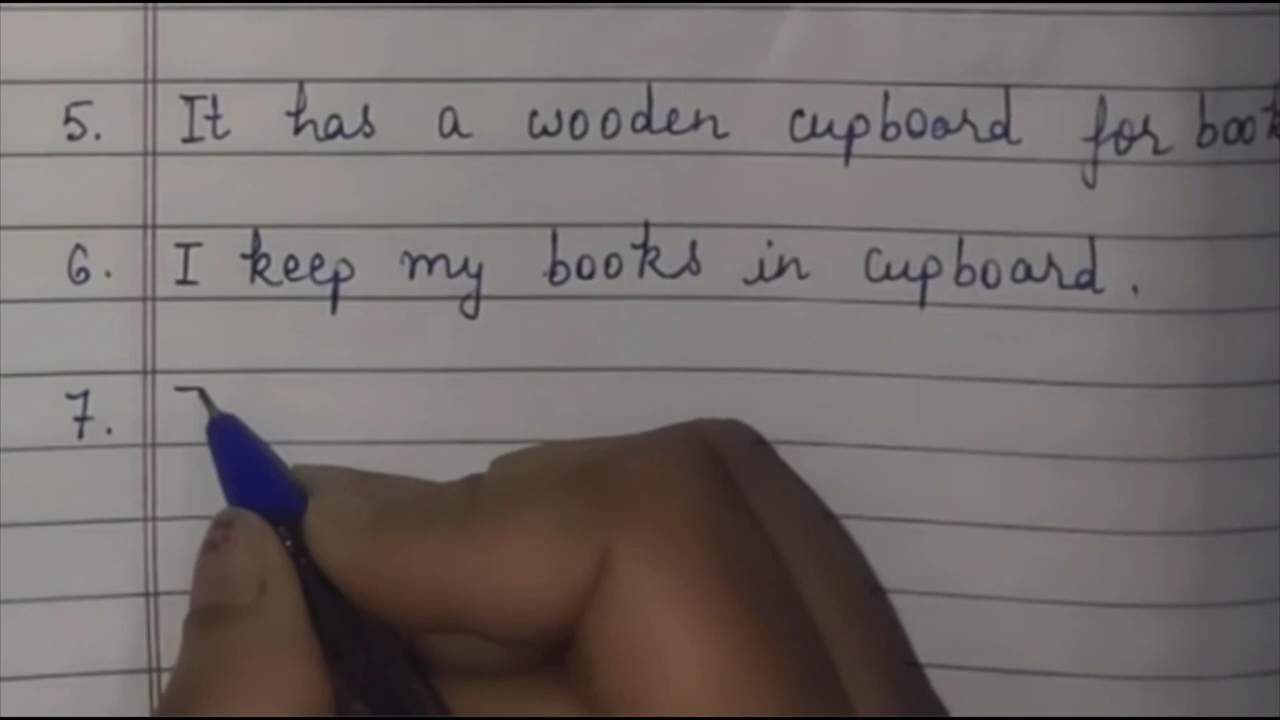 5. It has a wooden cupboard for
6. I keep my books in cupboard.
7.